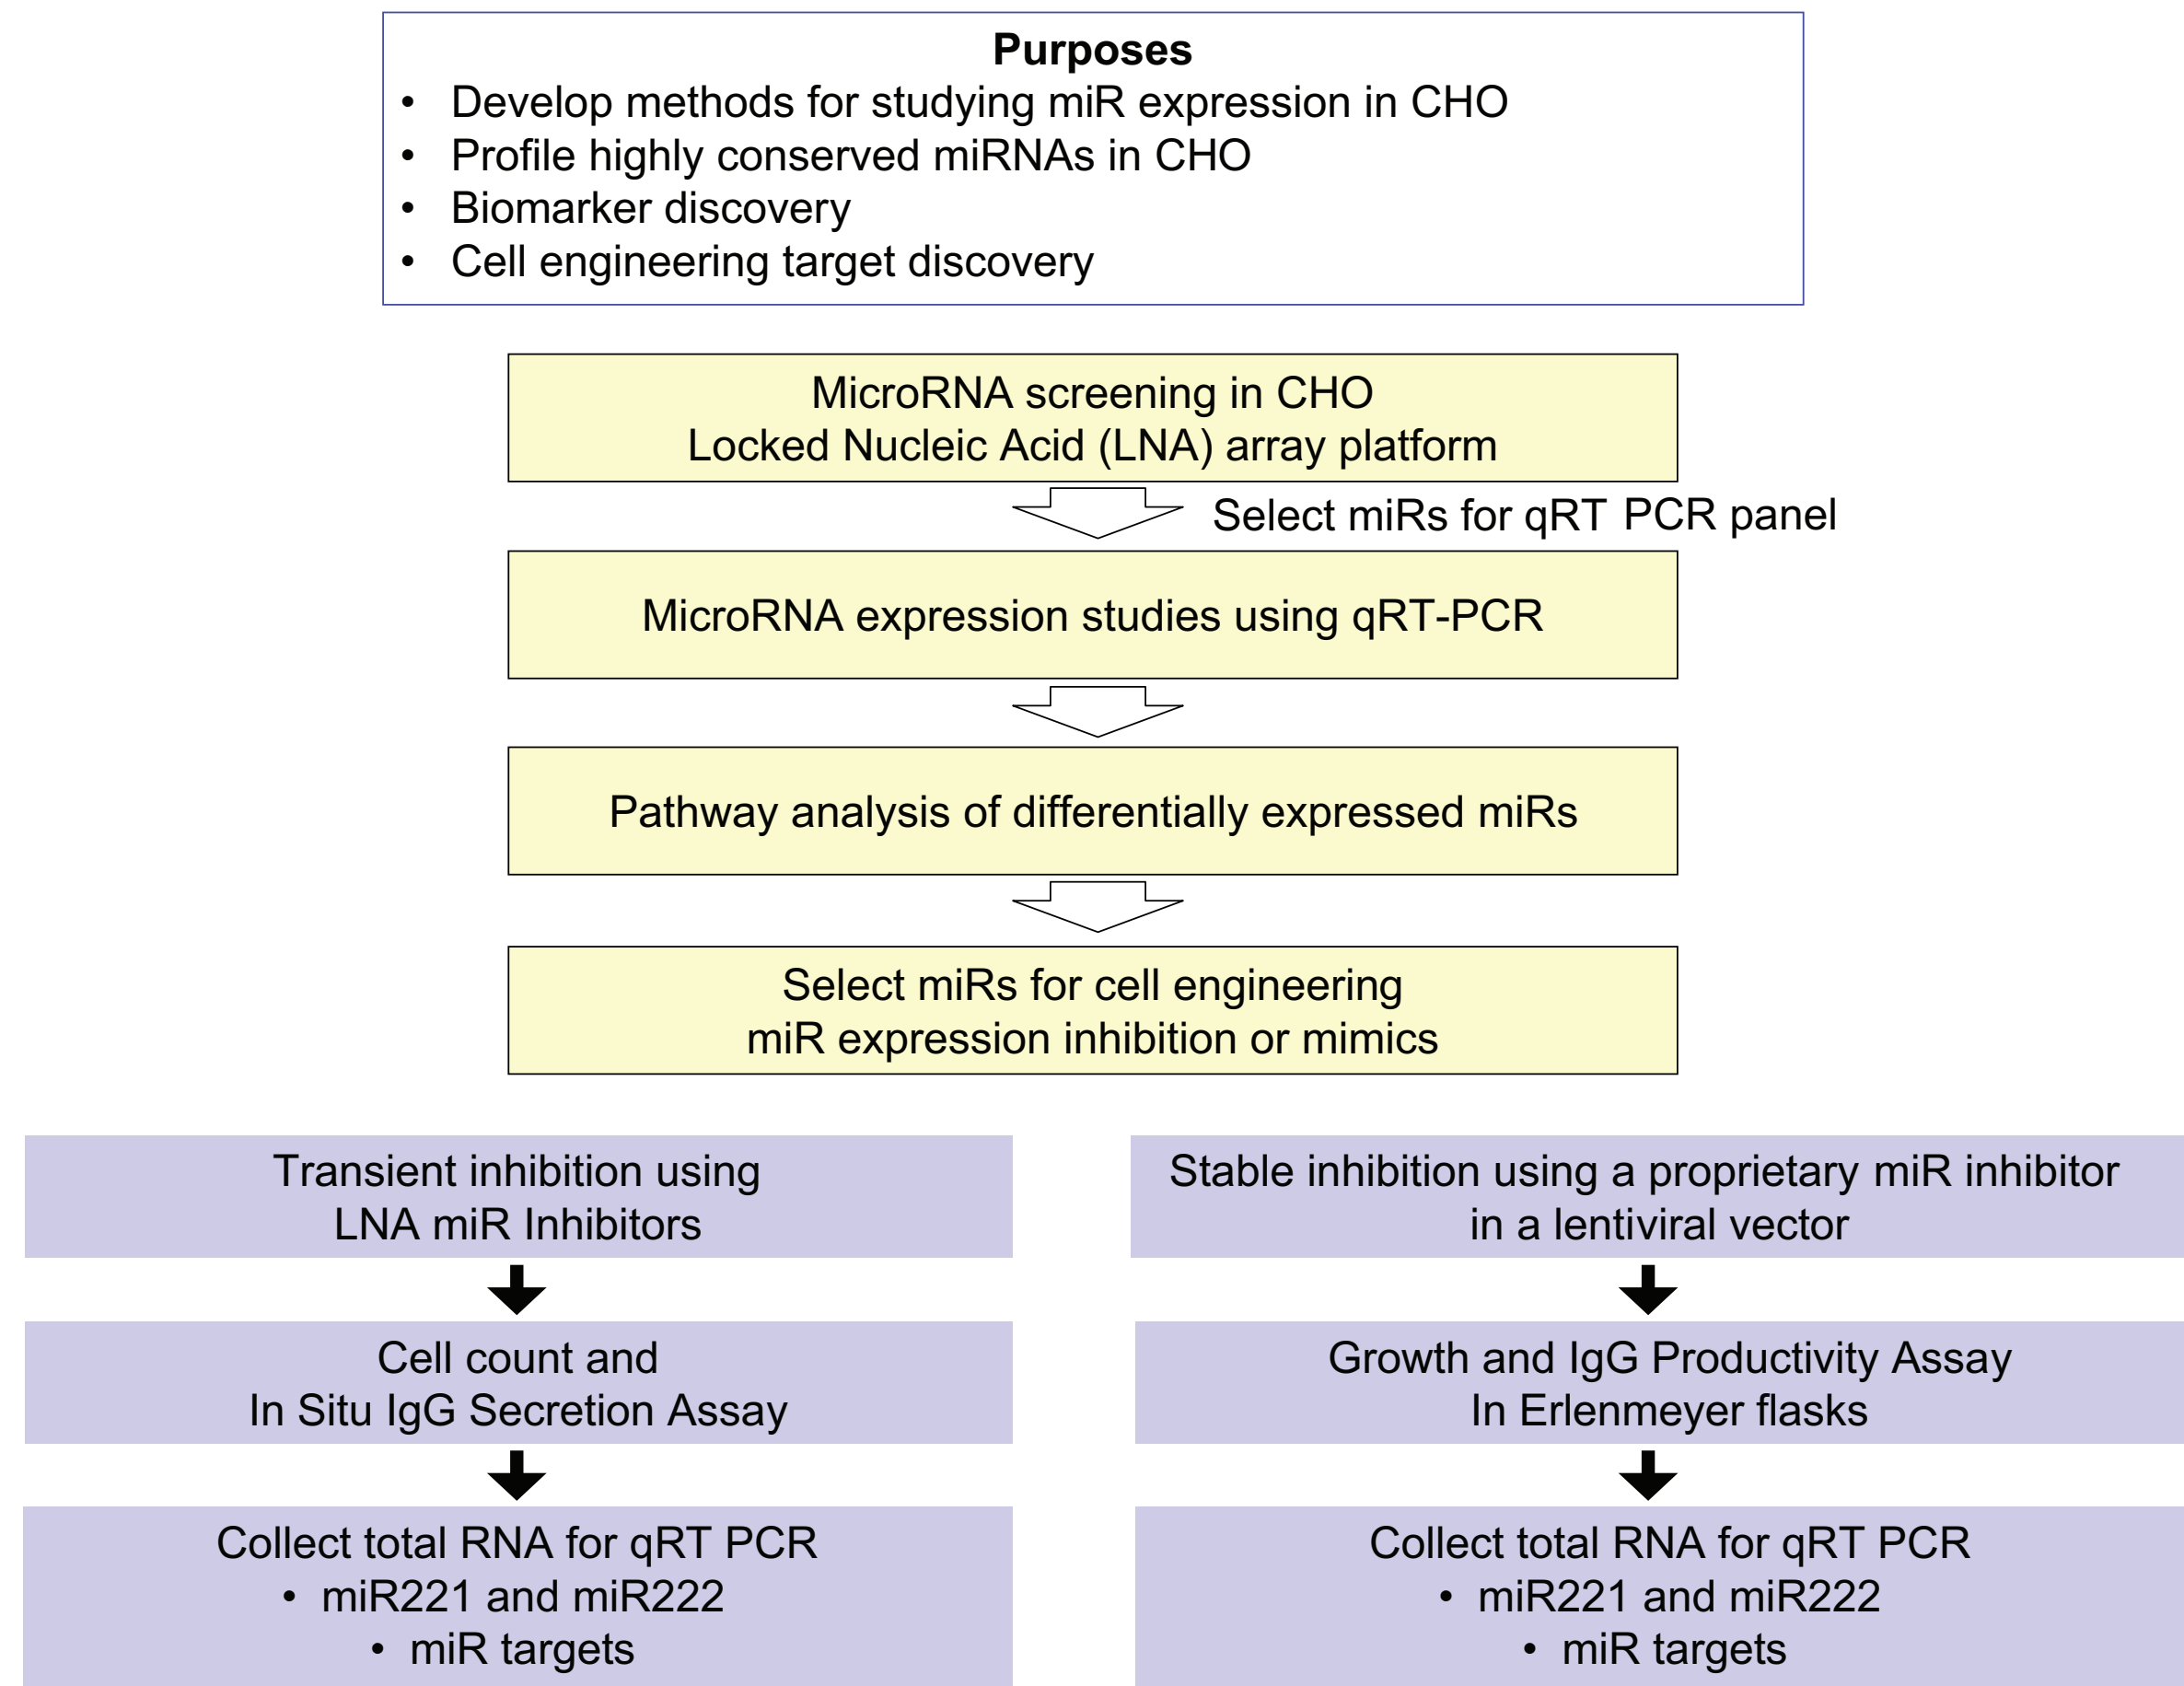 Purposes
• Develop methods for studying miR expression in CHO
• Profile highly conserved miRNAs in CHO
• Biomarker discovery
• Cell engineering target discovery
MicroRNA screening in CHO
Locked Nucleic Acid (LNA) array platform
Select miRs for qRT PCR panel
MicroRNA expression studies using qRT-PCR
Pathway analysis of differentially expressed miRs
Select miRs for cell engineering
miR expression inhibition or mimics
Transient inhibition using
LNA miR Inhibitors
Cell count and
In Situ IgG Secretion Assay
Collect total RNA for qRT PCR
• miR221 and miR222
• miR targets
Stable inhibition using a proprietary miR inhibitor
in a lentiviral vector
Growth and IgG Productivity Assay
In Erlenmeyer flasks
Collect total RNA for qRT PCR
• miR221 and miR222
• miR targets